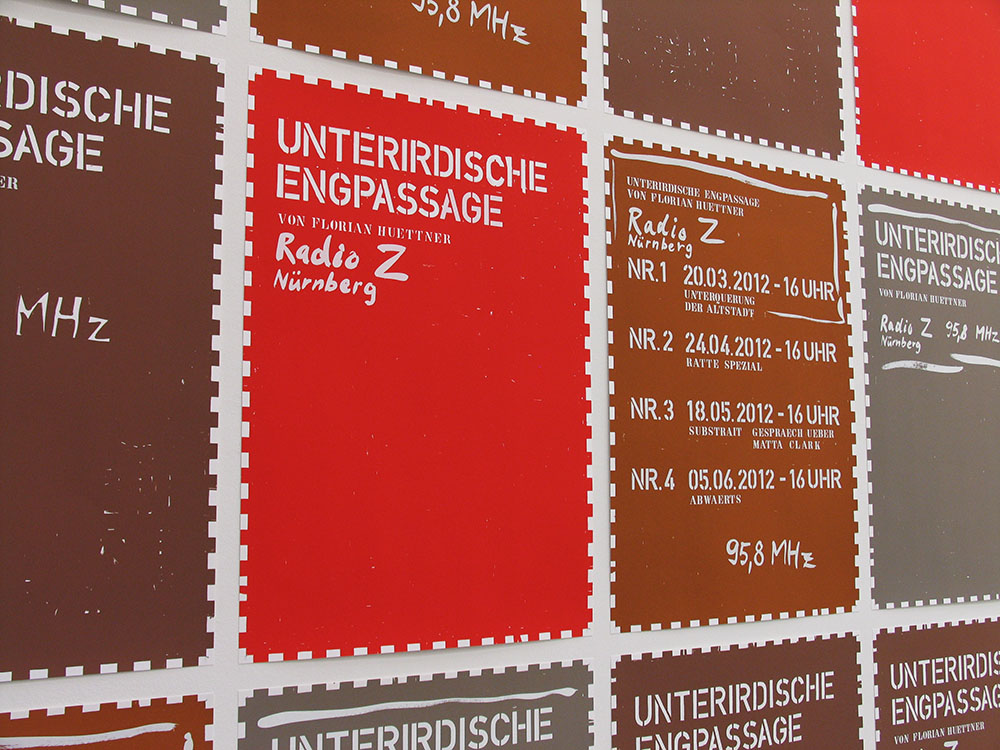 95,8 MHz
RDISCHE
SAGE
ER
MHz
UNTERIRDISCHE
ENGPASSAGE
VON FLORIAN HUETTNER
Radio Z
Nürnberg
UNTERIRDISCHE ENGPASSAGE
VON FLORIAN HUETTNER
Radio Z
Nürnberg
NR.1 20.03.2012 - 16 UHR
UNTERQUERUNG
DER ALTSTADT
NR.2 24.04.2012 - 16 UHR
RATTE SPEZIAL
NR.3 18.05.2012 - 16 UHR
SUBSTRAIT GESPRAECH UEBER
MATTA CLARK
NR.4 05.06.2012 - 16 UHR
ABWAERTS
95,8 MHz
UNTERIRDISCH
ENGPASSAGE
VON FLORIAN HUETTNER
Radio Z 95,8 MHz
Nürnberg
UNTERIRDISCHE
UNTERIRDISCHE
ENGPASSAGE
UNTERIRDIS
ENGPASSAG
VON FLORIAN HUETTNER